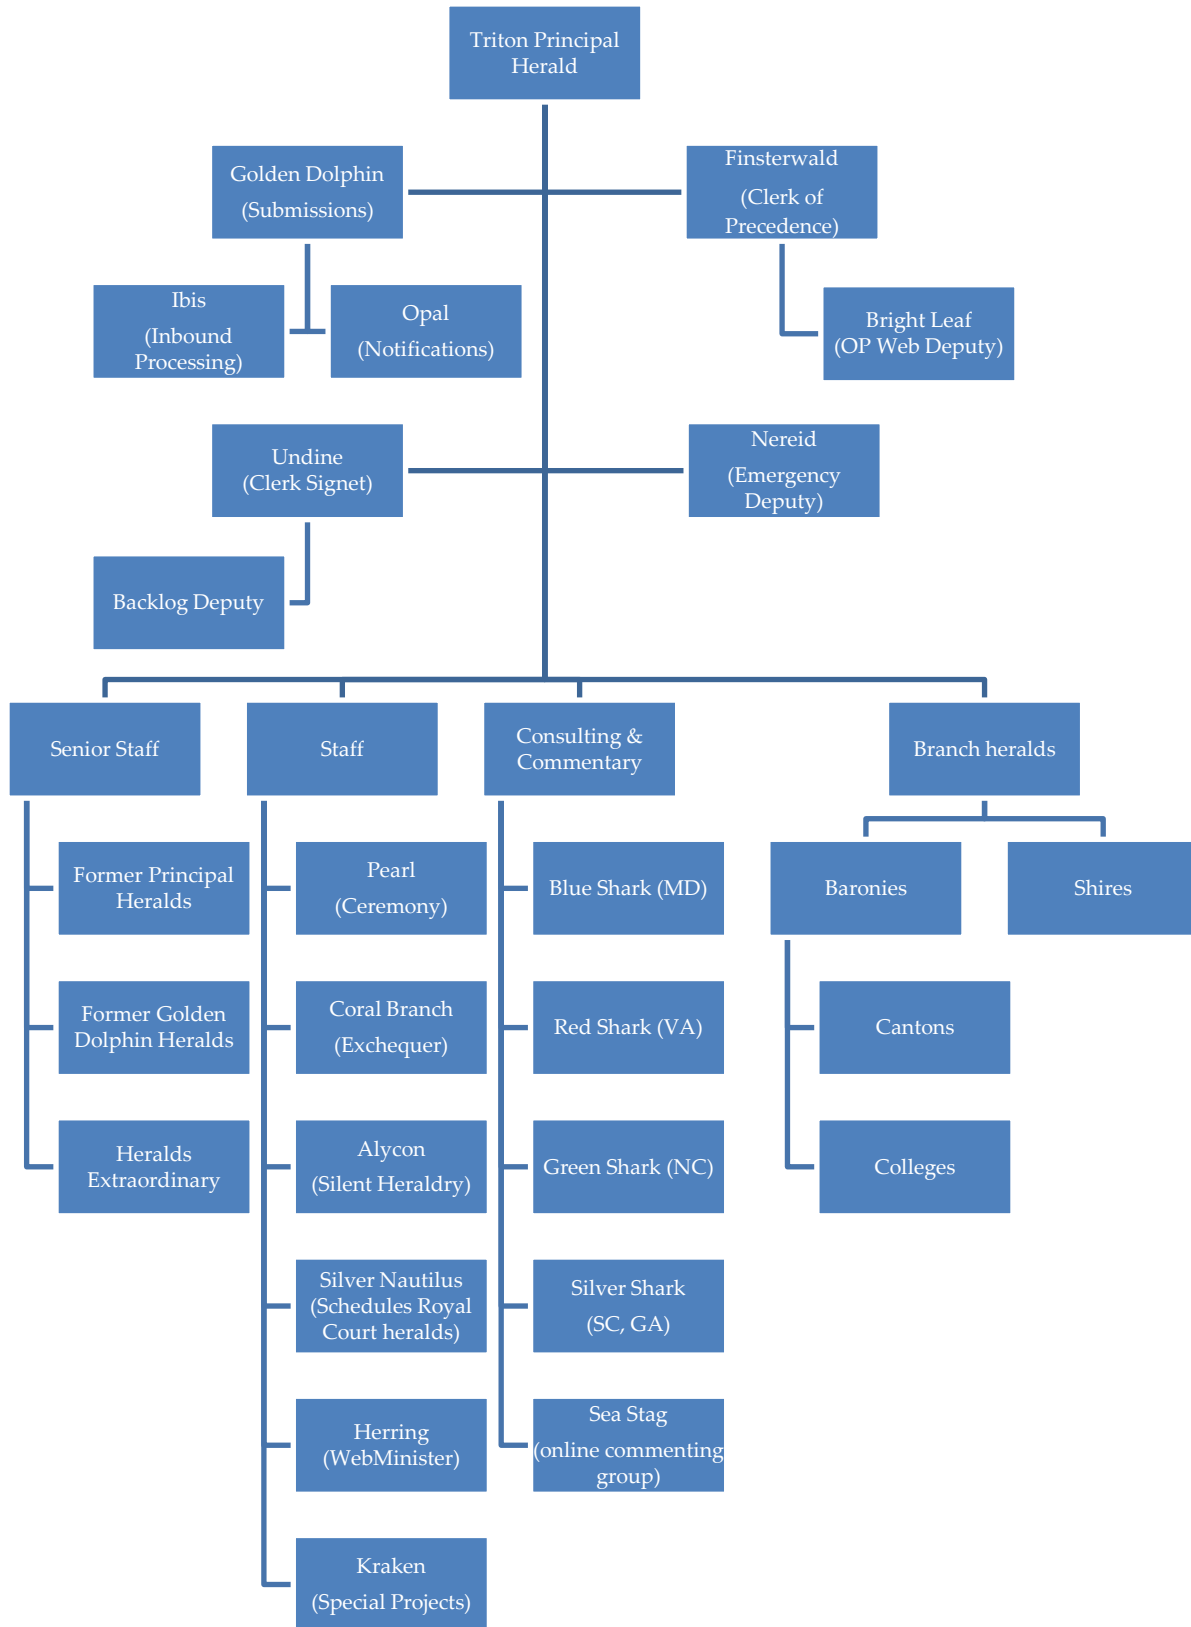 Triton Principal
Herald
Golden Dolphin
(Submissions)
Finsterwald
(Clerk of
Precedence)
Ibis
(Inbound
Processing)
Opal
(Notifications)
Bright Leaf
(OP Web Deputy)
Undine
(Clerk Signet)
Nereid
(Emergency
Deputy)
Backlog Deputy
Senior Staff
Staff
Consulting &
Commentary
Branch heralds
Former Principal
Heralds
Former Golden
Dolphin Heralds
Heralds
Extraordinary
Pearl
(Ceremony)
Coral Branch
(Exchequer)
Alycon
(Silent Heraldry)
Silver Nautilus
(Schedules Royal
Court heralds)
Herring
(WebMinister)
Kraken
(Special Projects)
Blue Shark (MD)
Red Shark (VA)
Green Shark (NC)
Silver Shark
(SC, GA)
Sea Stag
(online commenting
group)
Baronies
Shires
Cantons
Colleges